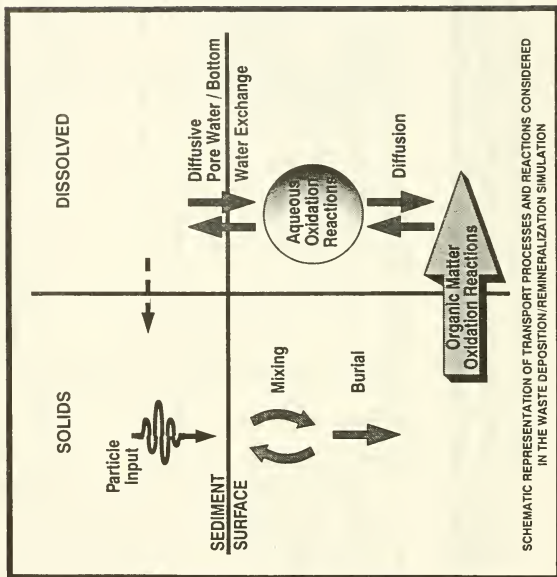 SOLIDS
DISSOLVED
Particle
Input
SEDIMENT
SURFACE
Diffusive
Pore Water / Bottom
Water Exchange
Mixing
Burial
Aqueous
Oxidation
Reactions
Diffusion
Organic Matter
Oxidation Reactions
SCHEMATIC REPRESENTATION OF TRANSPORT PROCESSES AND REACTIONS CONSIDERED
IN THE WASTE DEPOSITION/REMINERALIZATION SIMULATION